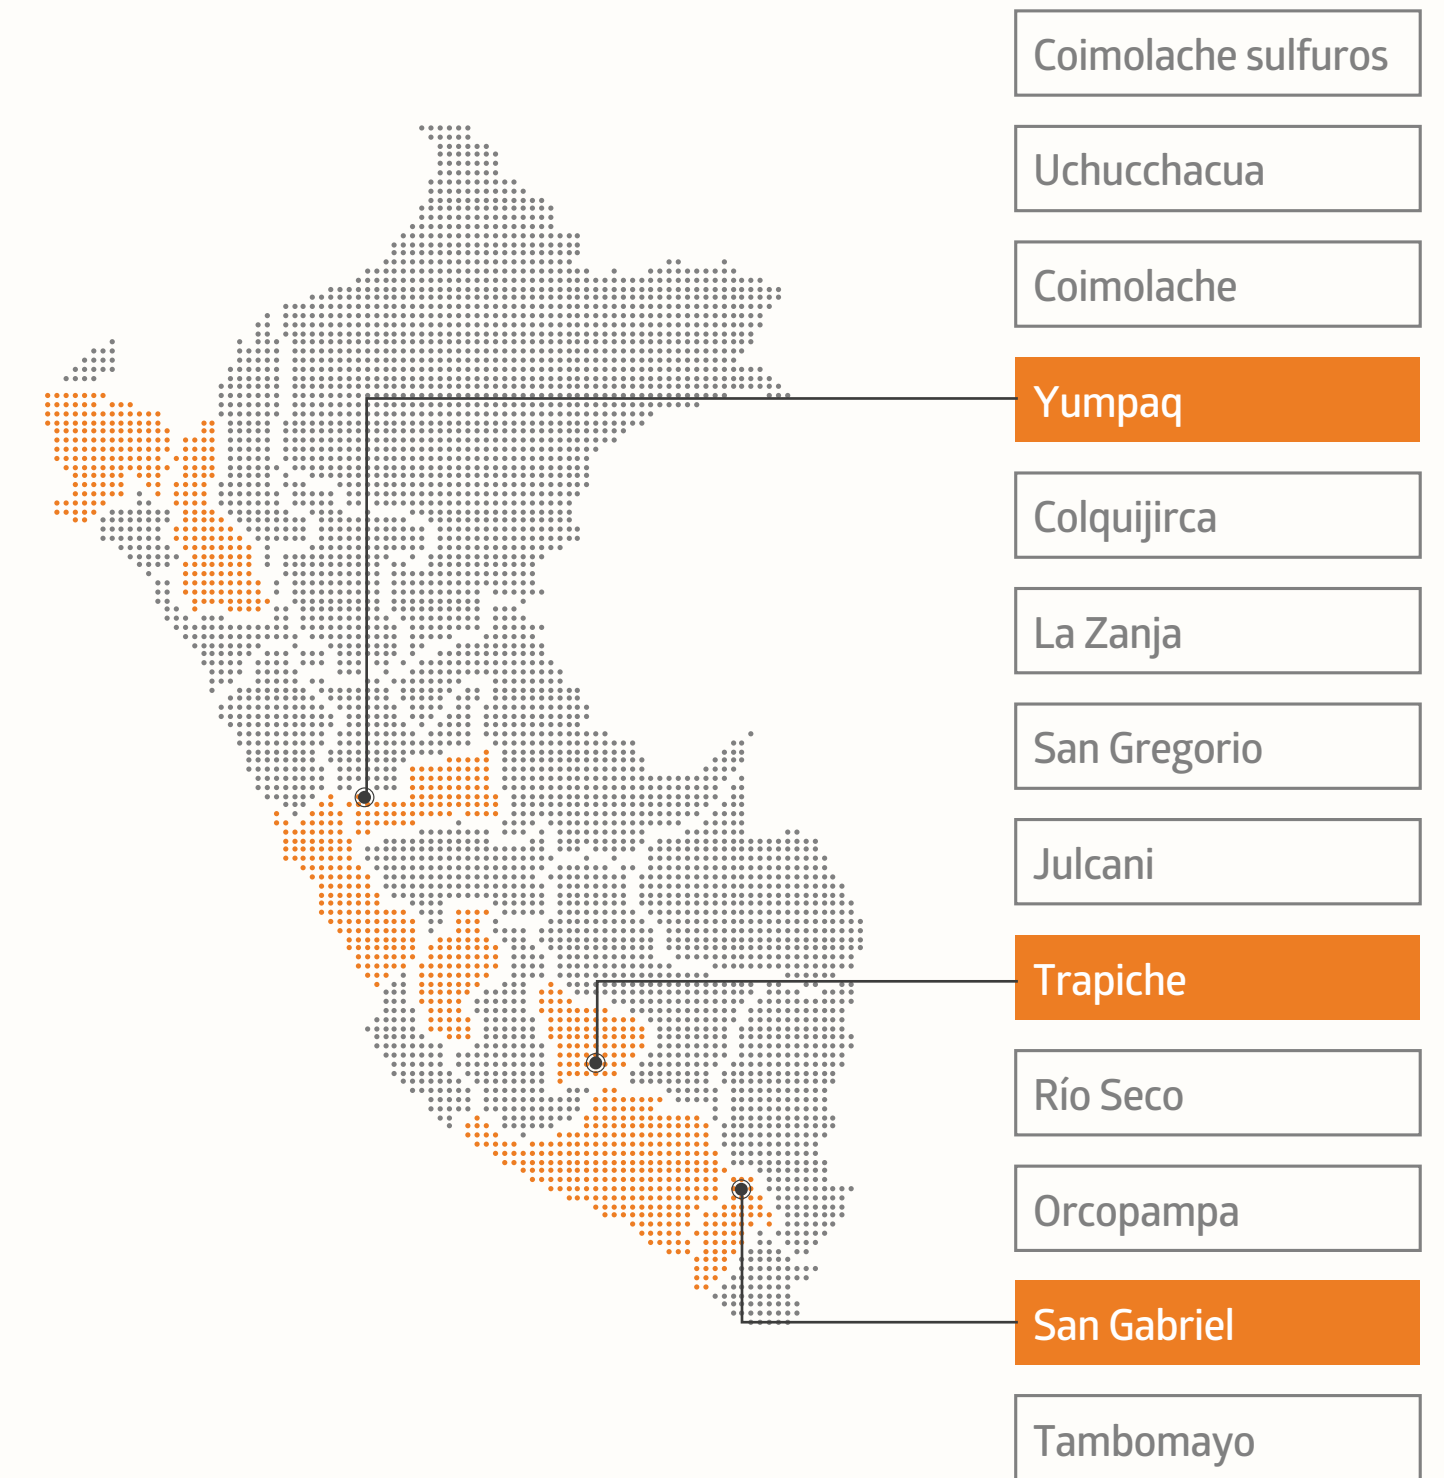 Coimolache sulfuros
Uchucchacua
Coimolache
Yumpaq
Colquijirca
La Zanja
San Gregorio
Julcani
Trapiche
Río Seco
Orcopampa
San Gabriel
Tambomayo